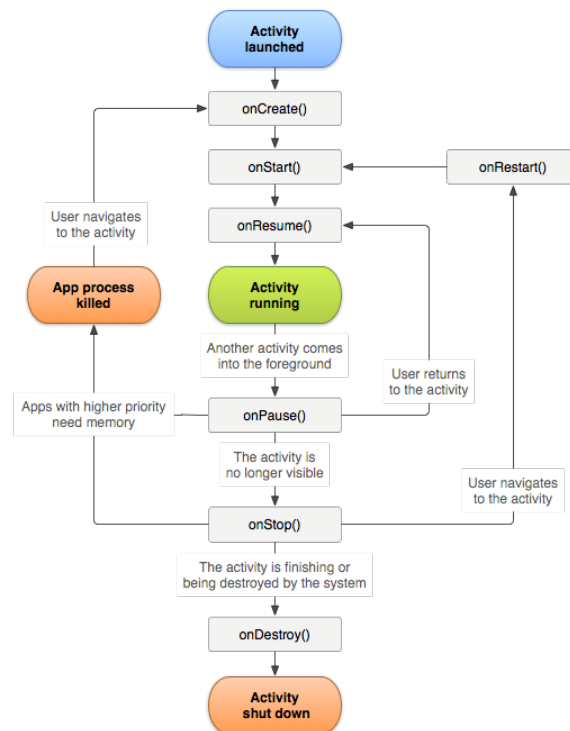 Activity
launched
onCreate()
onStart()
onRestart()
User navigates
to the activity
onResume()
App process
killed
Activity
running
Another activity comes
into the foreground
User returns
to the activity
Apps with higher priority
need memory
onPause()
The activity is
no longer visible
User navigates
to the activity
onStop()
The activity is finishing or
being destroyed by the system
onDestroy()
Activity
shut down